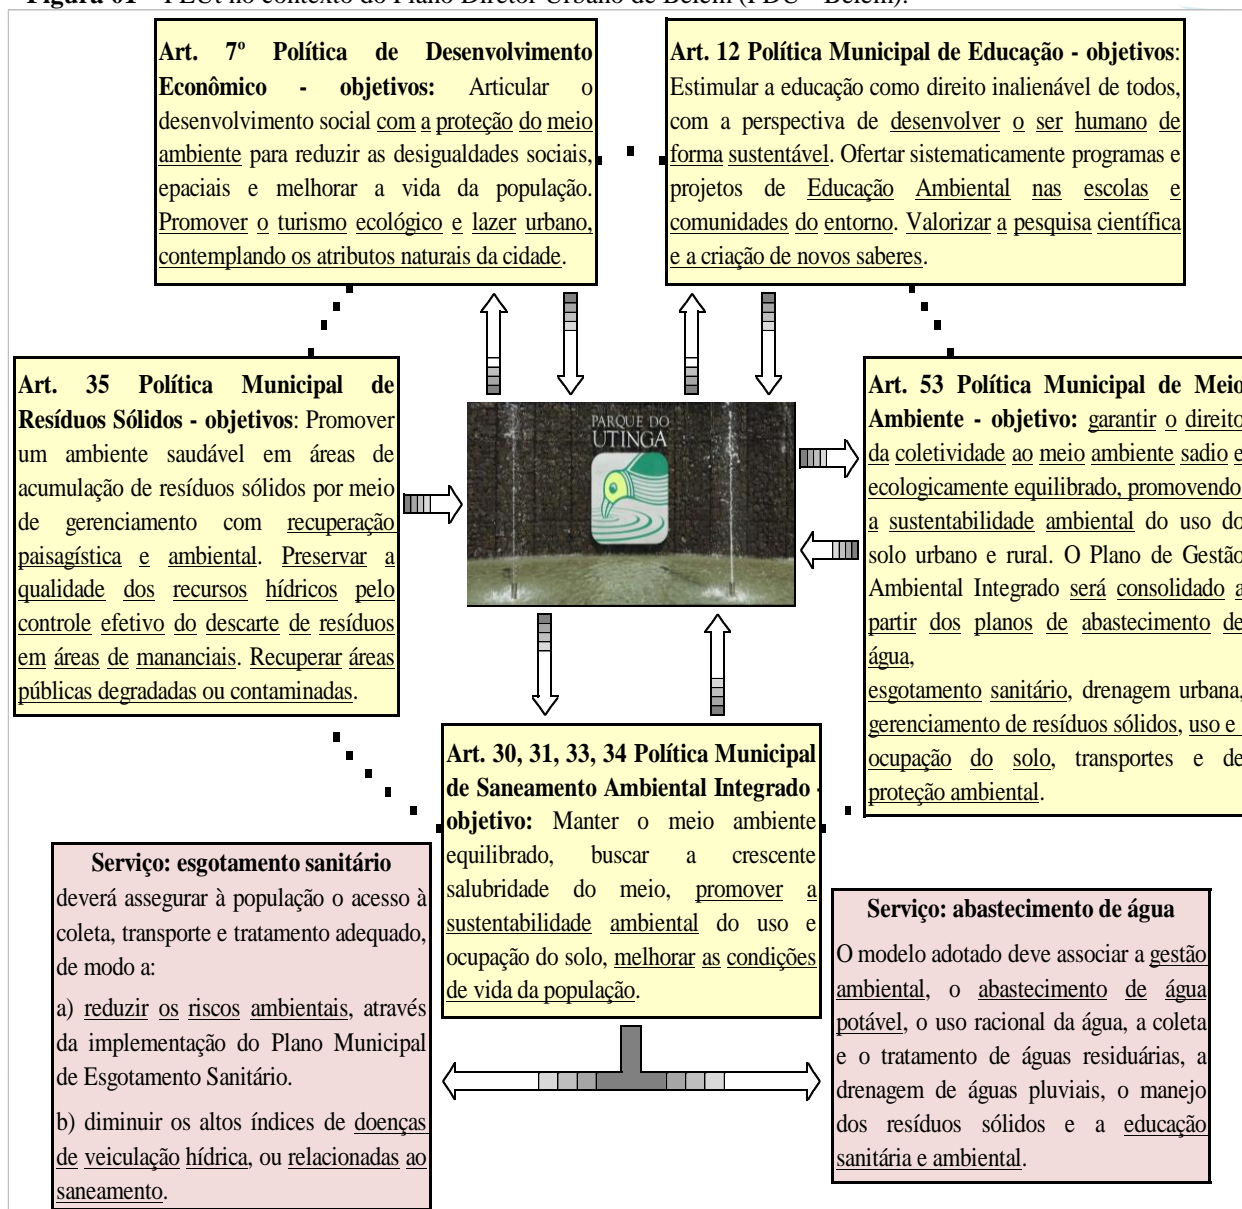 Figura 01 – PEUt no contexto do Plano Diretor Urbano de Belém (PDU – Belém).
Art. 7º Política de Desenvolvimento
Econômico - objetivos: Articular o
desenvolvimento social com a proteção do meio
ambiente para reduzir as desigualdades sociais,
epaciais e melhorar a vida da população.
Promover o turismo ecológico e lazer urbano,
contemplando os atributos naturais da cidade.
Art. 12 Política Municipal de Educação - objetivos:
Estimular a educação como direito inalienável de todos,
com a perspectiva de desenvolver o ser humano de
forma sustentável. Ofertar sistematicamente programas e
projetos de Educação Ambiental nas escolas e
comunidades do entorno. Valorizar a pesquisa científica
e a criação de novos saberes.
Art. 35 Política Municipal de
Resíduos Sólidos - objetivos: Promover
um ambiente saudável em áreas de
acumulação de resíduos sólidos por meio
de gerenciamento com recuperação
paisagística e ambiental. Preservar a
qualidade dos recursos hídricos pelo
controle efetivo do descarte de resíduos
em áreas de mananciais. Recuperar áreas
públicas degradadas ou contaminadas.
PARQUE DO
UTINGA
Art. 53 Política Municipal de Meio
Ambiente - objetivo: garantir o direito
da coletividade ao meio ambiente sadio e
ecologicamente equilibrado, promovendo
a sustentabilidade ambiental do uso do
solo urbano e rural. O Plano de Gestão
Ambiental Integrado será consolidado a
partir dos planos de abastecimento de
água,
esgotamento sanitário, drenagem urbana,
gerenciamento de resíduos sólidos, uso e
ocupação do solo, transportes e de
proteção ambiental.
Art. 30, 31, 33, 34 Política Municipal
de Saneamento Ambiental Integrado -
objetivo: Manter o meio ambiente
equilibrado, buscar a crescente
salubridade do meio, promover a
sustentabilidade ambiental do uso e
ocupação do solo, melhorar as condições
de vida da população.
Serviço: esgotamento sanitário
deverá assegurar à população o acesso à
coleta, transporte e tratamento adequado,
de modo a:
a) reduzir os riscos ambientais, através
da implementação do Plano Municipal
de Esgotamento Sanitário.
b) diminuir os altos índices de doenças
de veiculação hídrica, ou relacionadas ao
saneamento.
Serviço: abastecimento de água
O modelo adotado deve associar a gestão
ambiental, o abastecimento de água
potável, o uso racional da água, a coleta
e o tratamento de águas residuárias, a
drenagem de águas pluviais, o manejo
dos resíduos sólidos e a educação
sanitária e ambiental.